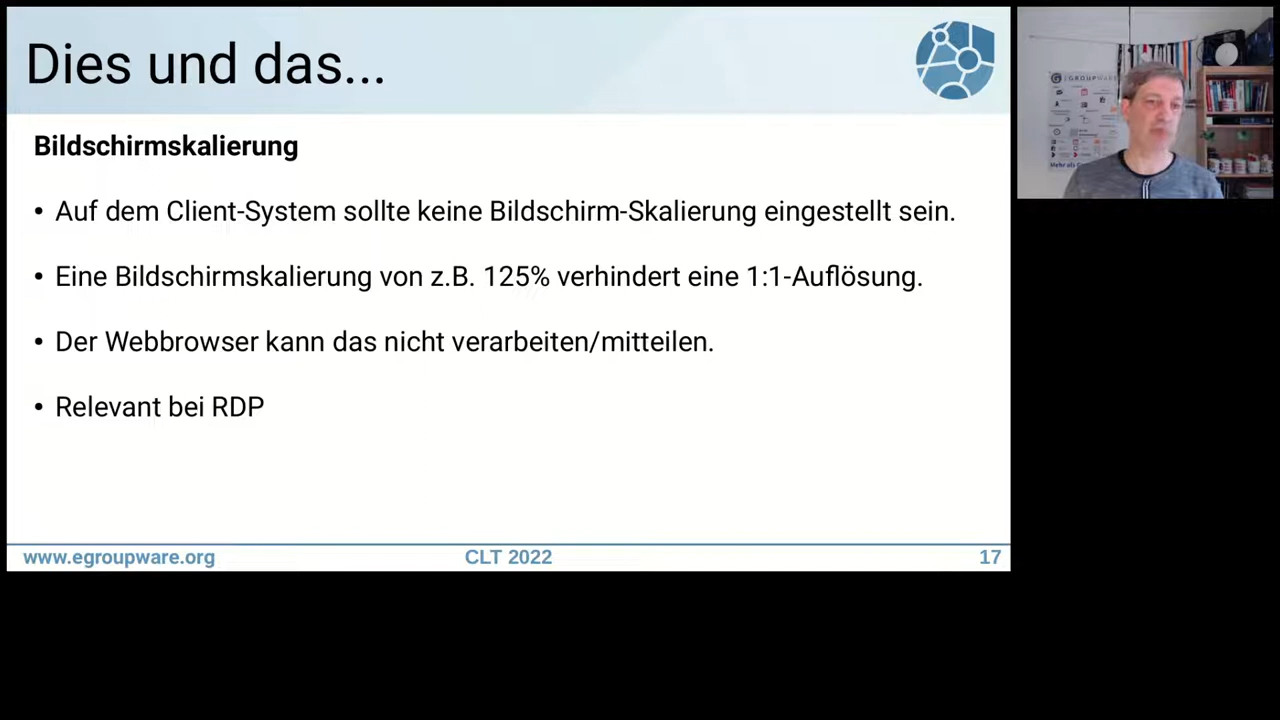 Dies und das...
Bildschirmskalierung
• Auf dem Client-System sollte keine Bildschirm-Skalierung eingestellt sein.
• Eine Bildschirmskalierung von z.B. 125% verhindert eine 1:1-Auflösung.
• Der Webbrowser kann das nicht verarbeiten/mitteilen.
• Relevant bei RDP
www.egroupware.org
CLT 2022
17
EGROUPWARE